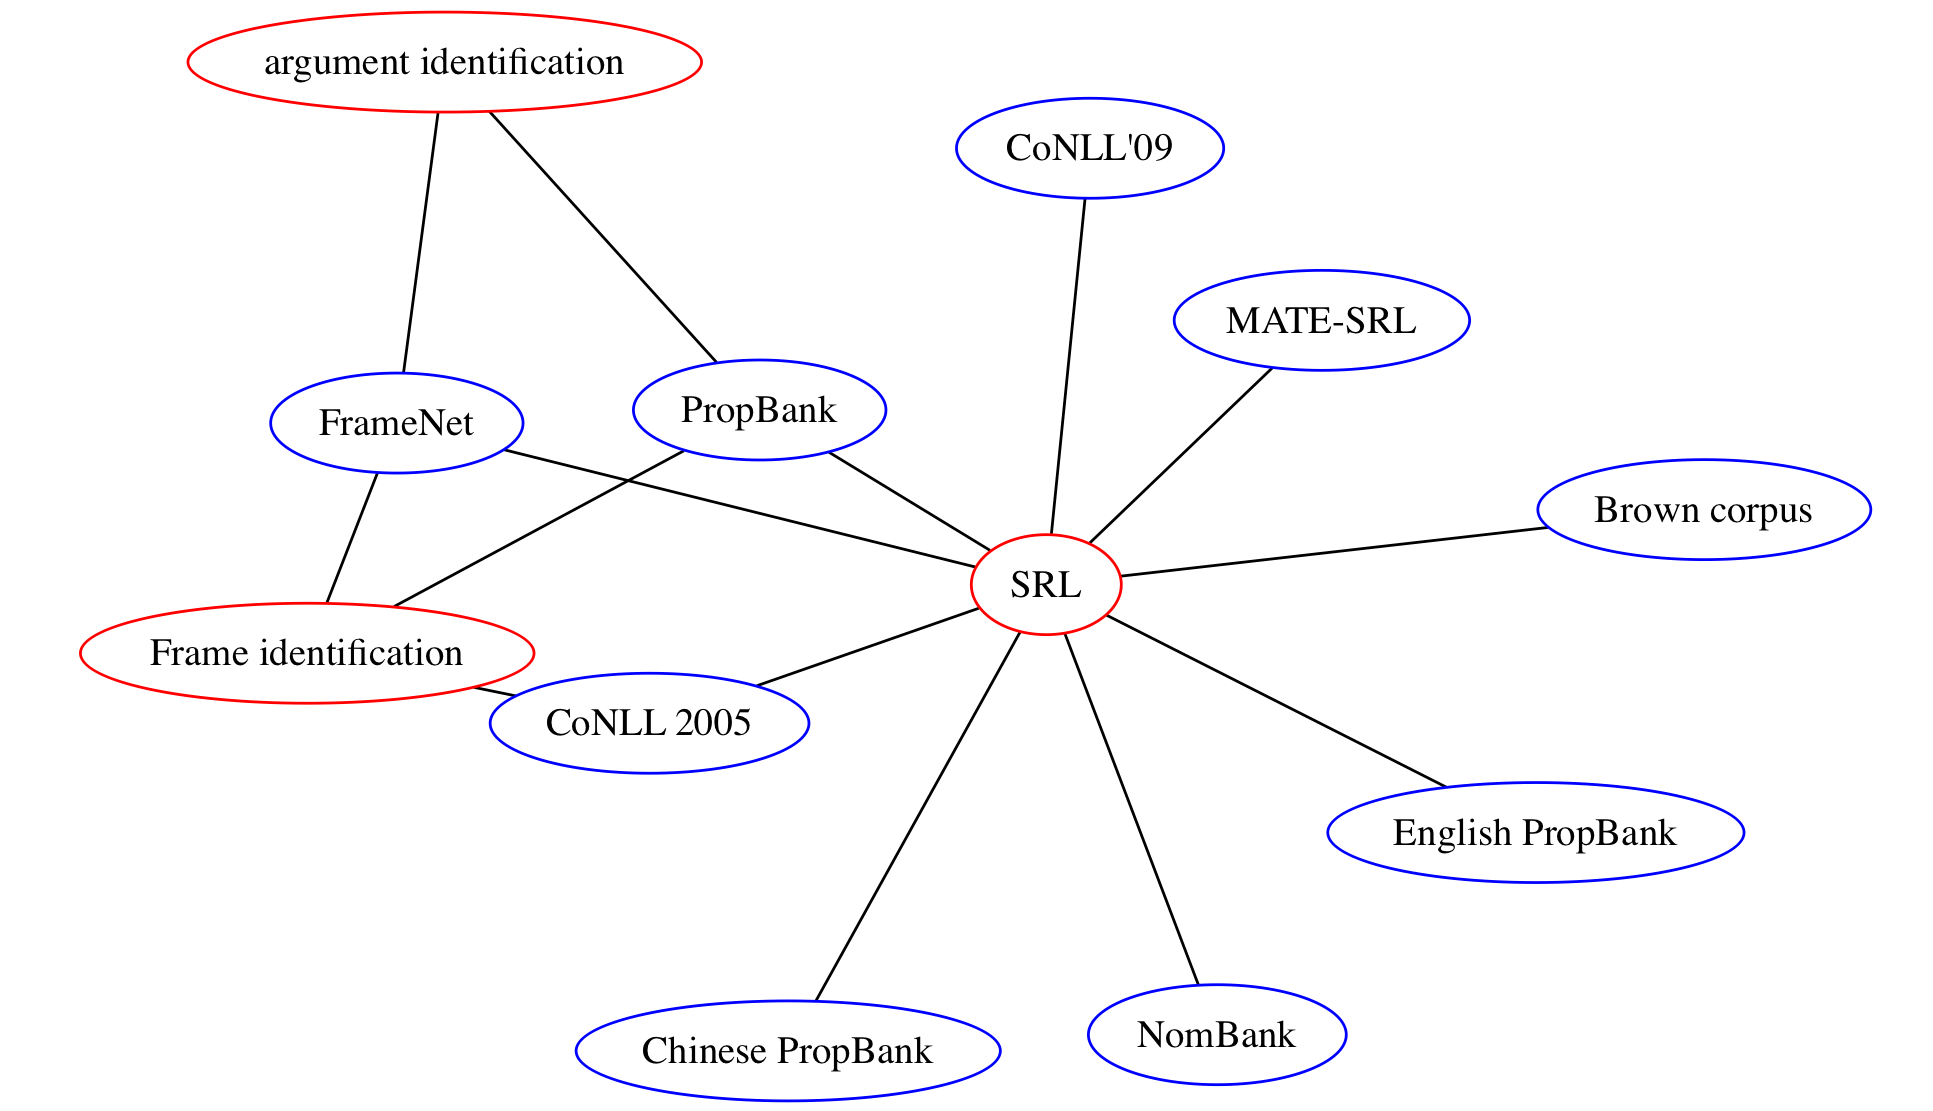 argument identification
CoNLL'09
MATE-SRL
FrameNet
PropBank
Brown corpus
SRL
Frame identification
CoNLL 2005
English PropBank
Chinese PropBank
NomBank